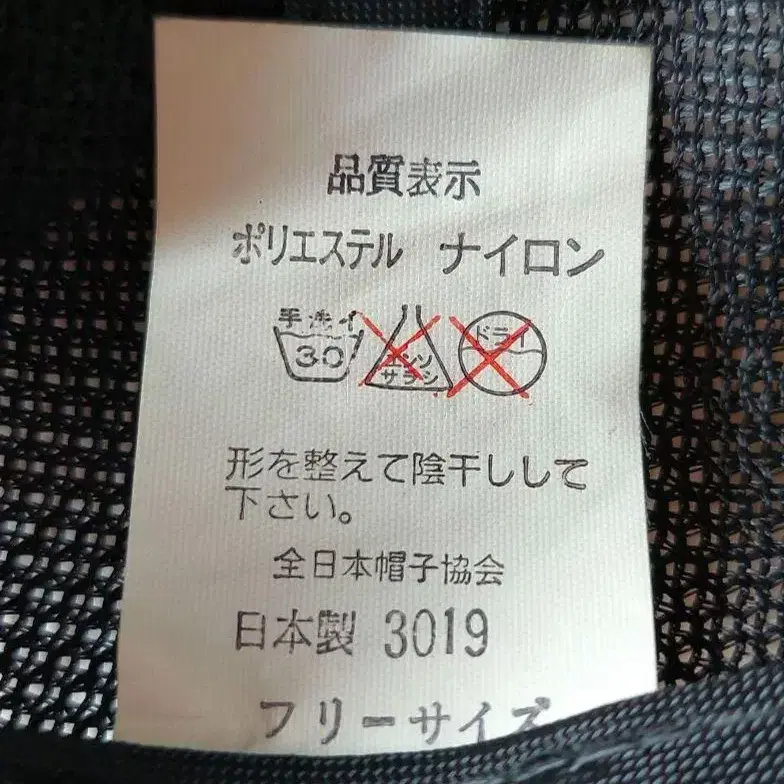 品質表示
ポリエステル ナイロン
手洗イ
30
エンソ
サラシ
ドライ
形を整えて陰干しして
下さい。
全日本帽子協会
日本製 3019
フリーサイズ